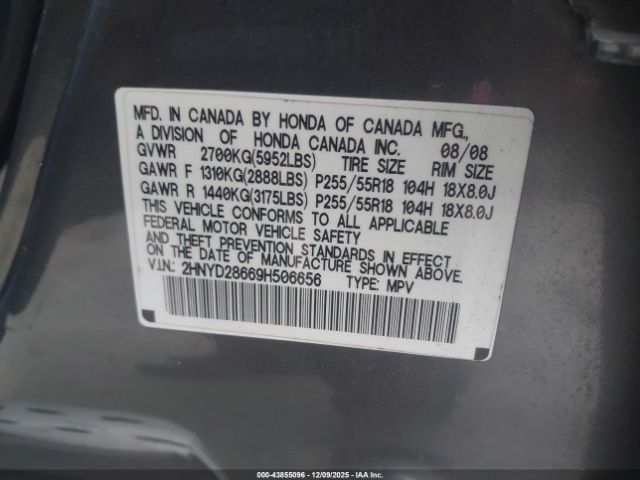 MFD. IN CANADA BY HONDA OF CANADA MFG.,
A DIVISION OF HONDA CANADA INC. 08/08
GVWR 2700KG(5952LBS) TIRE SIZE RIM SIZE
GAWR F 1310KG(2888LBS) P255/55R18 104H 18X8.0J
GAWR R 1440KG(3175LBS) P255/55R18 104H 18X8.0J
THIS VEHICLE CONFORMS TO ALL APPLICABLE
FEDERAL MOTOR VEHICLE SAFETY
AND THEFT PREVENTION STANDARDS IN EFFECT
ON THE DATE OF MANUFACTURE SHOWN ABOVE.
V.I.N.: 2HNYD28669H506656 TYPE: MPV
000-43855096 - 12/09/2025 - IAA Inc.